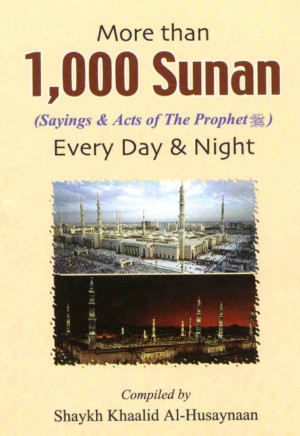 More than
1,000 Sunan
(Sayings & Acts of The Prophet ﷺ)
Every Day & Night
Compiled by
Shaykh Khaalid Al-Husaynaan